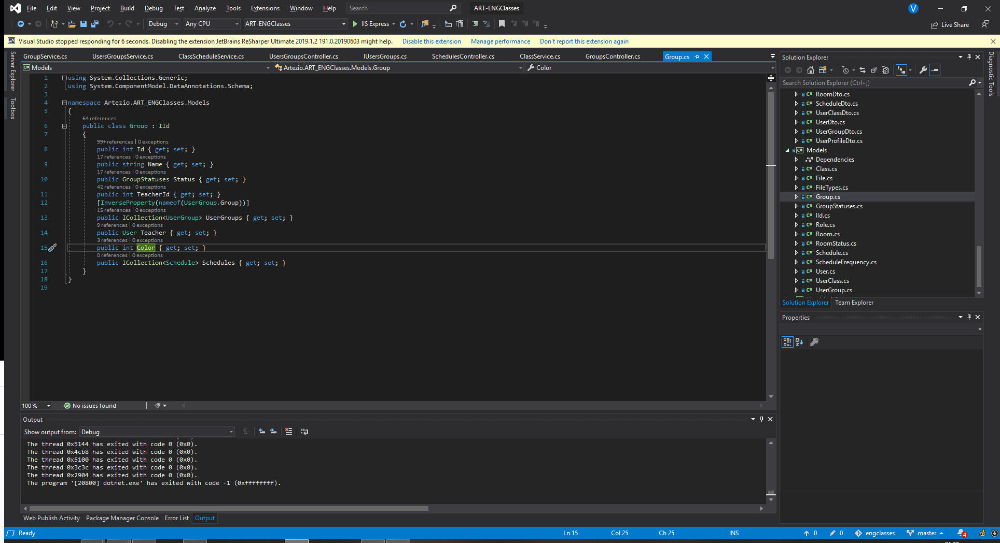 File Edit View Project Build Debug Test Analyze Tools Extensions Window Help Search ART-ENGClasses V
Debug Any CPU ART-ENGClasses IIS Express Live Share
Visual Studio stopped responding for 6 seconds. Disabling the extension JetBrains ReSharper Ultimate 2019.1.2 191.0.20190603 might help. Disable this extension Manage performance Don't report this extension again
Server Explorer
Toolbox
GroupService.cs UsersGroupsService.cs ClassScheduleService.cs UsersGroupsController.cs IUsersGroups.cs SchedulesController.cs ClassService.cs GroupsController.cs Group.cs
C# Models Artezio.ART_ENGClasses.Models.Group Color
1 using System.Collections.Generic;
2 using System.ComponentModel.DataAnnotations.Schema;
3
4 namespace Artezio.ART_ENGClasses.Models
5 {
64 references
6 public class Group : IId
7 {
99+ references | 0 exceptions
8 public int Id { get; set; }
17 references | 0 exceptions
9 public string Name { get; set; }
17 references | 0 exceptions
10 public GroupStatuses Status { get; set; }
42 references | 0 exceptions
11 public int TeacherId { get; set; }
12 [InverseProperty(nameof(UserGroup.Group))]
15 references | 0 exceptions
13 public ICollection<UserGroup> UserGroups { get; set; }
9 references | 0 exceptions
14 public User Teacher { get; set; }
3 references | 0 exceptions
15 public int Color { get; set; }
0 references | 0 exceptions
16 public ICollection<Schedule> Schedules { get; set; }
17 }
18 }
19
100 % No issues found
Output
Show output from: Debug
The thread 0x5144 has exited with code 0 (0x0).
The thread 0x4cb8 has exited with code 0 (0x0).
The thread 0x5100 has exited with code 0 (0x0).
The thread 0x3c3c has exited with code 0 (0x0).
The thread 0x2904 has exited with code 0 (0x0).
The program '[20800] dotnet.exe' has exited with code -1 (0xffffffff).
Web Publish Activity Package Manager Console Error List Output
Solution Explorer
Search Solution Explorer (Ctrl+;)
C# RoomDto.cs
C# ScheduleDto.cs
C# UserClassDto.cs
C# UserDto.cs
C# UserGroupDto.cs
C# UserProfileDto.cs
C# Models
Dependencies
C# Class.cs
C# File.cs
C# FileTypes.cs
C# Group.cs
C# GroupStatuses.cs
C# IId.cs
C# Role.cs
C# Room.cs
C# RoomStatus.cs
C# Schedule.cs
C# ScheduleFrequency.cs
C# User.cs
C# UserClass.cs
C# UserGroup.cs
Solution Explorer Team Explorer
Properties
Diagnostic Tools
Ready Ln 15 Col 25 Ch 25 INS 0 0 engclasses master 4